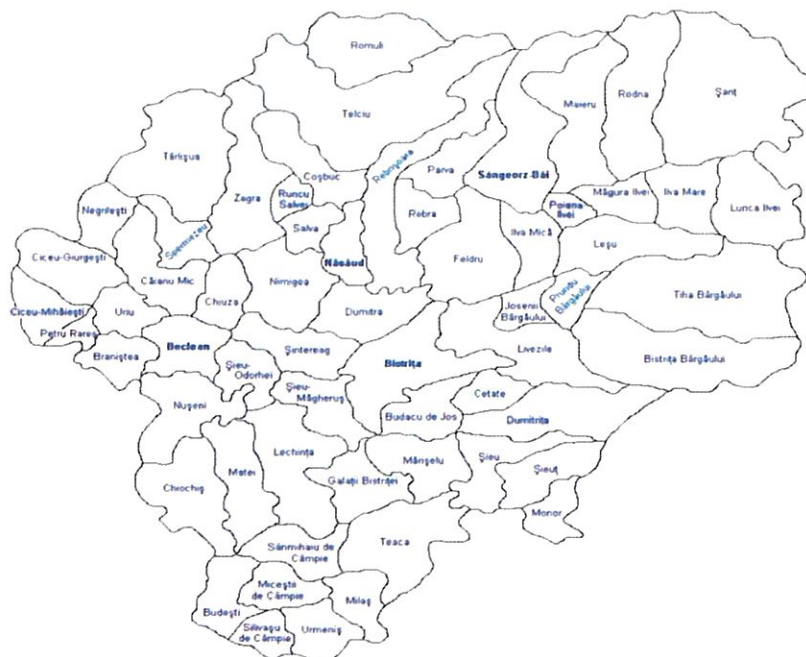 Romuli
Telciu
Rebrișoara
Maieru
Rodna
Șanț
Târlișua
Coșbuc
Parva
Sângeorz-Băi
Zagra
Runcu
Salvei
Rebra
Poiana
Ilvei
Măgura Ilvei
Ilva Mare
Lunca Ilvei
Negrilești
Spermezeu
Salva
Ilva Mică
Leșu
Ciceu-Giurgești
Căianu Mic
Năsăud
Feldru
Nimigea
Chiuza
Prundu
Bârgăului
Tiha Bârgăului
Ciceu-Mihăiești
Uriu
Dumitra
Josenii
Bârgăului
Petru Rareș
Beclean
Șintereag
Livezile
Braniștea
Șieu-
Odorhei
Bistrița
Bistrița Bârgăului
Șieu-
Măgheruș
Cetate
Nușeni
Budacu de Jos
Dumitrița
Lechința
Mărișelu
Șieu
Șieuț
Matei
Galații Bistriței
Chiochiș
Monor
Teaca
Sânmihaiu de
Câmpie
Miceștii
de Câmpie
Milaș
Budești
Silivașu
de Câmpie
Urmeniș